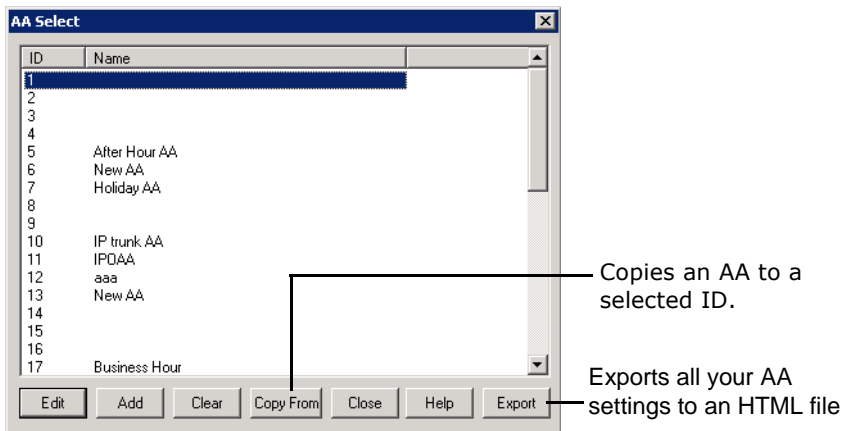 AA Select
ID Name
1
2
3
4
5 After Hour AA
6 New AA
7 Holiday AA
8
9
10 IP trunk AA
11 IPOAA
12 aaa
13 New AA
14
15
16
17 Business Hour
Edit Add Clear Copy From Close Help Export
Copies an AA to a
selected ID.
Exports all your AA
settings to an HTML file